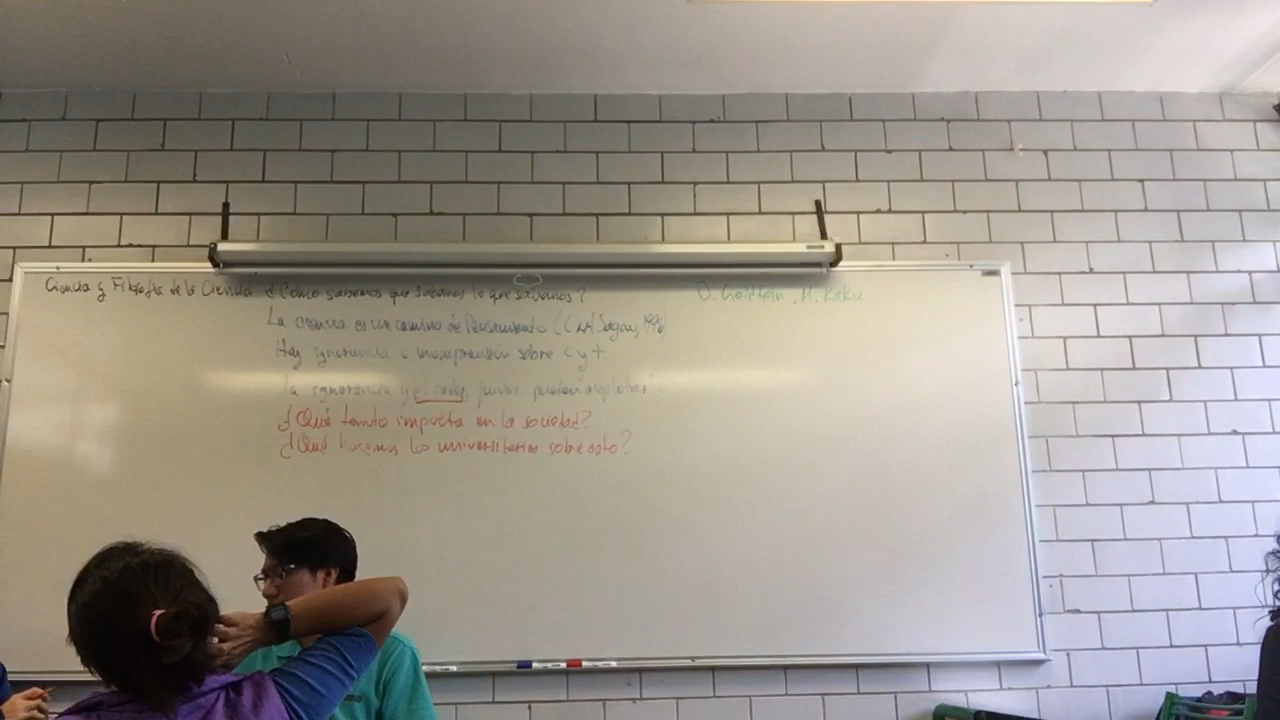 Ciencia y Filosofía de la Ciencia ¿Cómo sabemos que sabemos lo que sabemos?
D. Goldstein, M. Kaku
La ciencia es un camino de Pensamiento (Carl Sagan, 1996)
Hay ignorancia e incomprensión sobre C y t.
la ignorancia y el poder, juntos pueden "explotar".
¿Qué tanto importa en la sociedad?
¿Qué hacemos los universitarios sobre esto?